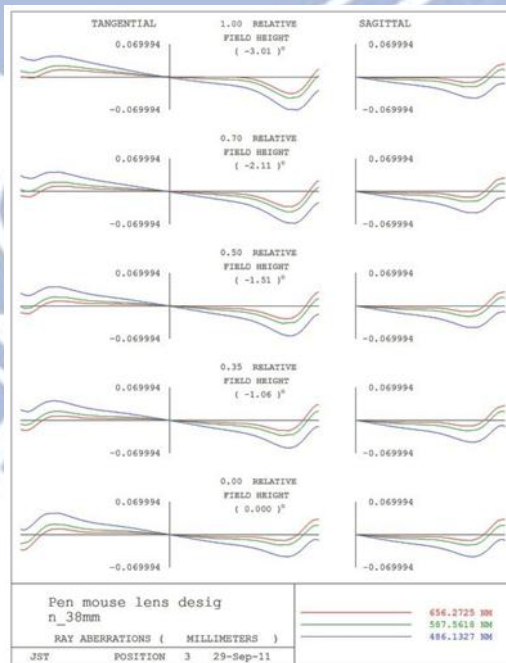 TANGENTIAL 1.00 RELATIVE SAGITTAL
0.069994 FIELD HEIGHT 0.069994
( -3.01 )°
-0.069994 -0.069994
0.70 RELATIVE
0.069994 FIELD HEIGHT 0.069994
( -2.11 )°
-0.069994 -0.069994
0.50 RELATIVE
0.069994 FIELD HEIGHT 0.069994
( -1.51 )°
-0.069994 -0.069994
0.35 RELATIVE
0.069994 FIELD HEIGHT 0.069994
( -1.06 )°
-0.069994 -0.069994
0.00 RELATIVE
0.069994 FIELD HEIGHT 0.069994
( 0.000 )°
-0.069994 -0.069994
Pen mouse lens desig
n_38mm
RAY ABERRATIONS ( MILLIMETERS )
JST POSITION 3 29-Sep-11
656.2725 NM
587.5618 NM
486.1327 NM